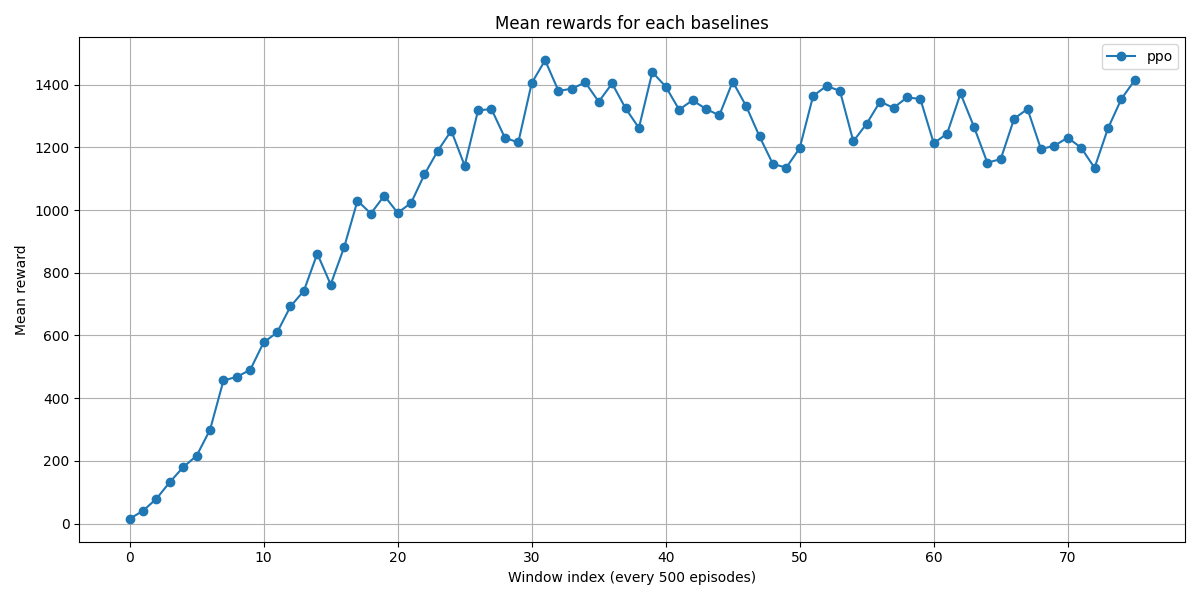 Mean rewards for each baselines
ppo
Mean reward
1400
1200
1000
800
600
400
200
0
0 10 20 30 40 50 60 70
Window index (every 500 episodes)